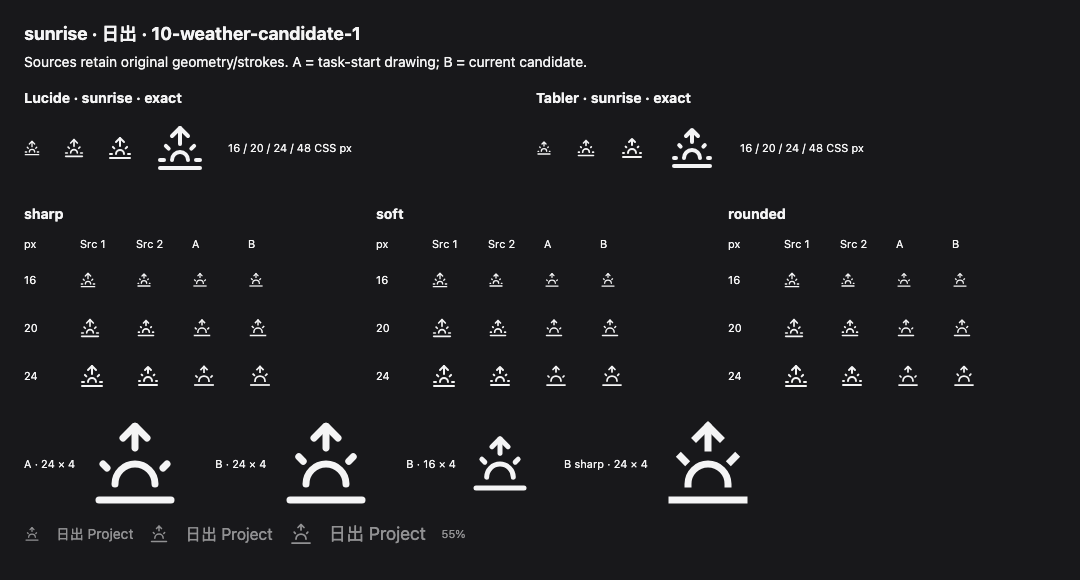 sunrise · 日出 · 10-weather-candidate-1
Sources retain original geometry/strokes. A = task-start drawing; B = current candidate.
Lucide · sunrise · exact
Tabler · sunrise · exact
16 / 20 / 24 / 48 CSS px
16 / 20 / 24 / 48 CSS px
sharp
soft
rounded
px Src 1 Src 2 A B
px Src 1 Src 2 A B
px Src 1 Src 2 A B
16
16
16
20
20
20
24
24
24
A · 24 × 4
B · 24 × 4
B · 16 × 4
B sharp · 24 × 4
日出 Project
日出 Project
日出 Project
55%